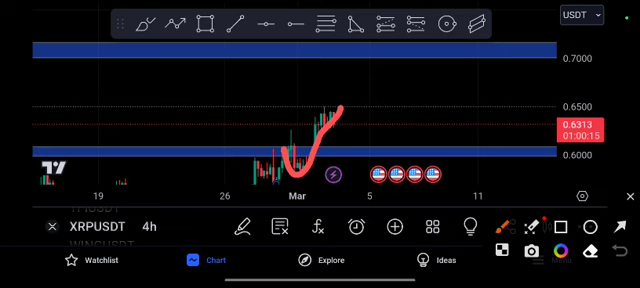 USDT
0.7000
0.6500
0.6313
01:00:15
0.6000
19 26 Mar 5 11
XRPUSDT 4h
Watchlist Chart Explore Ideas